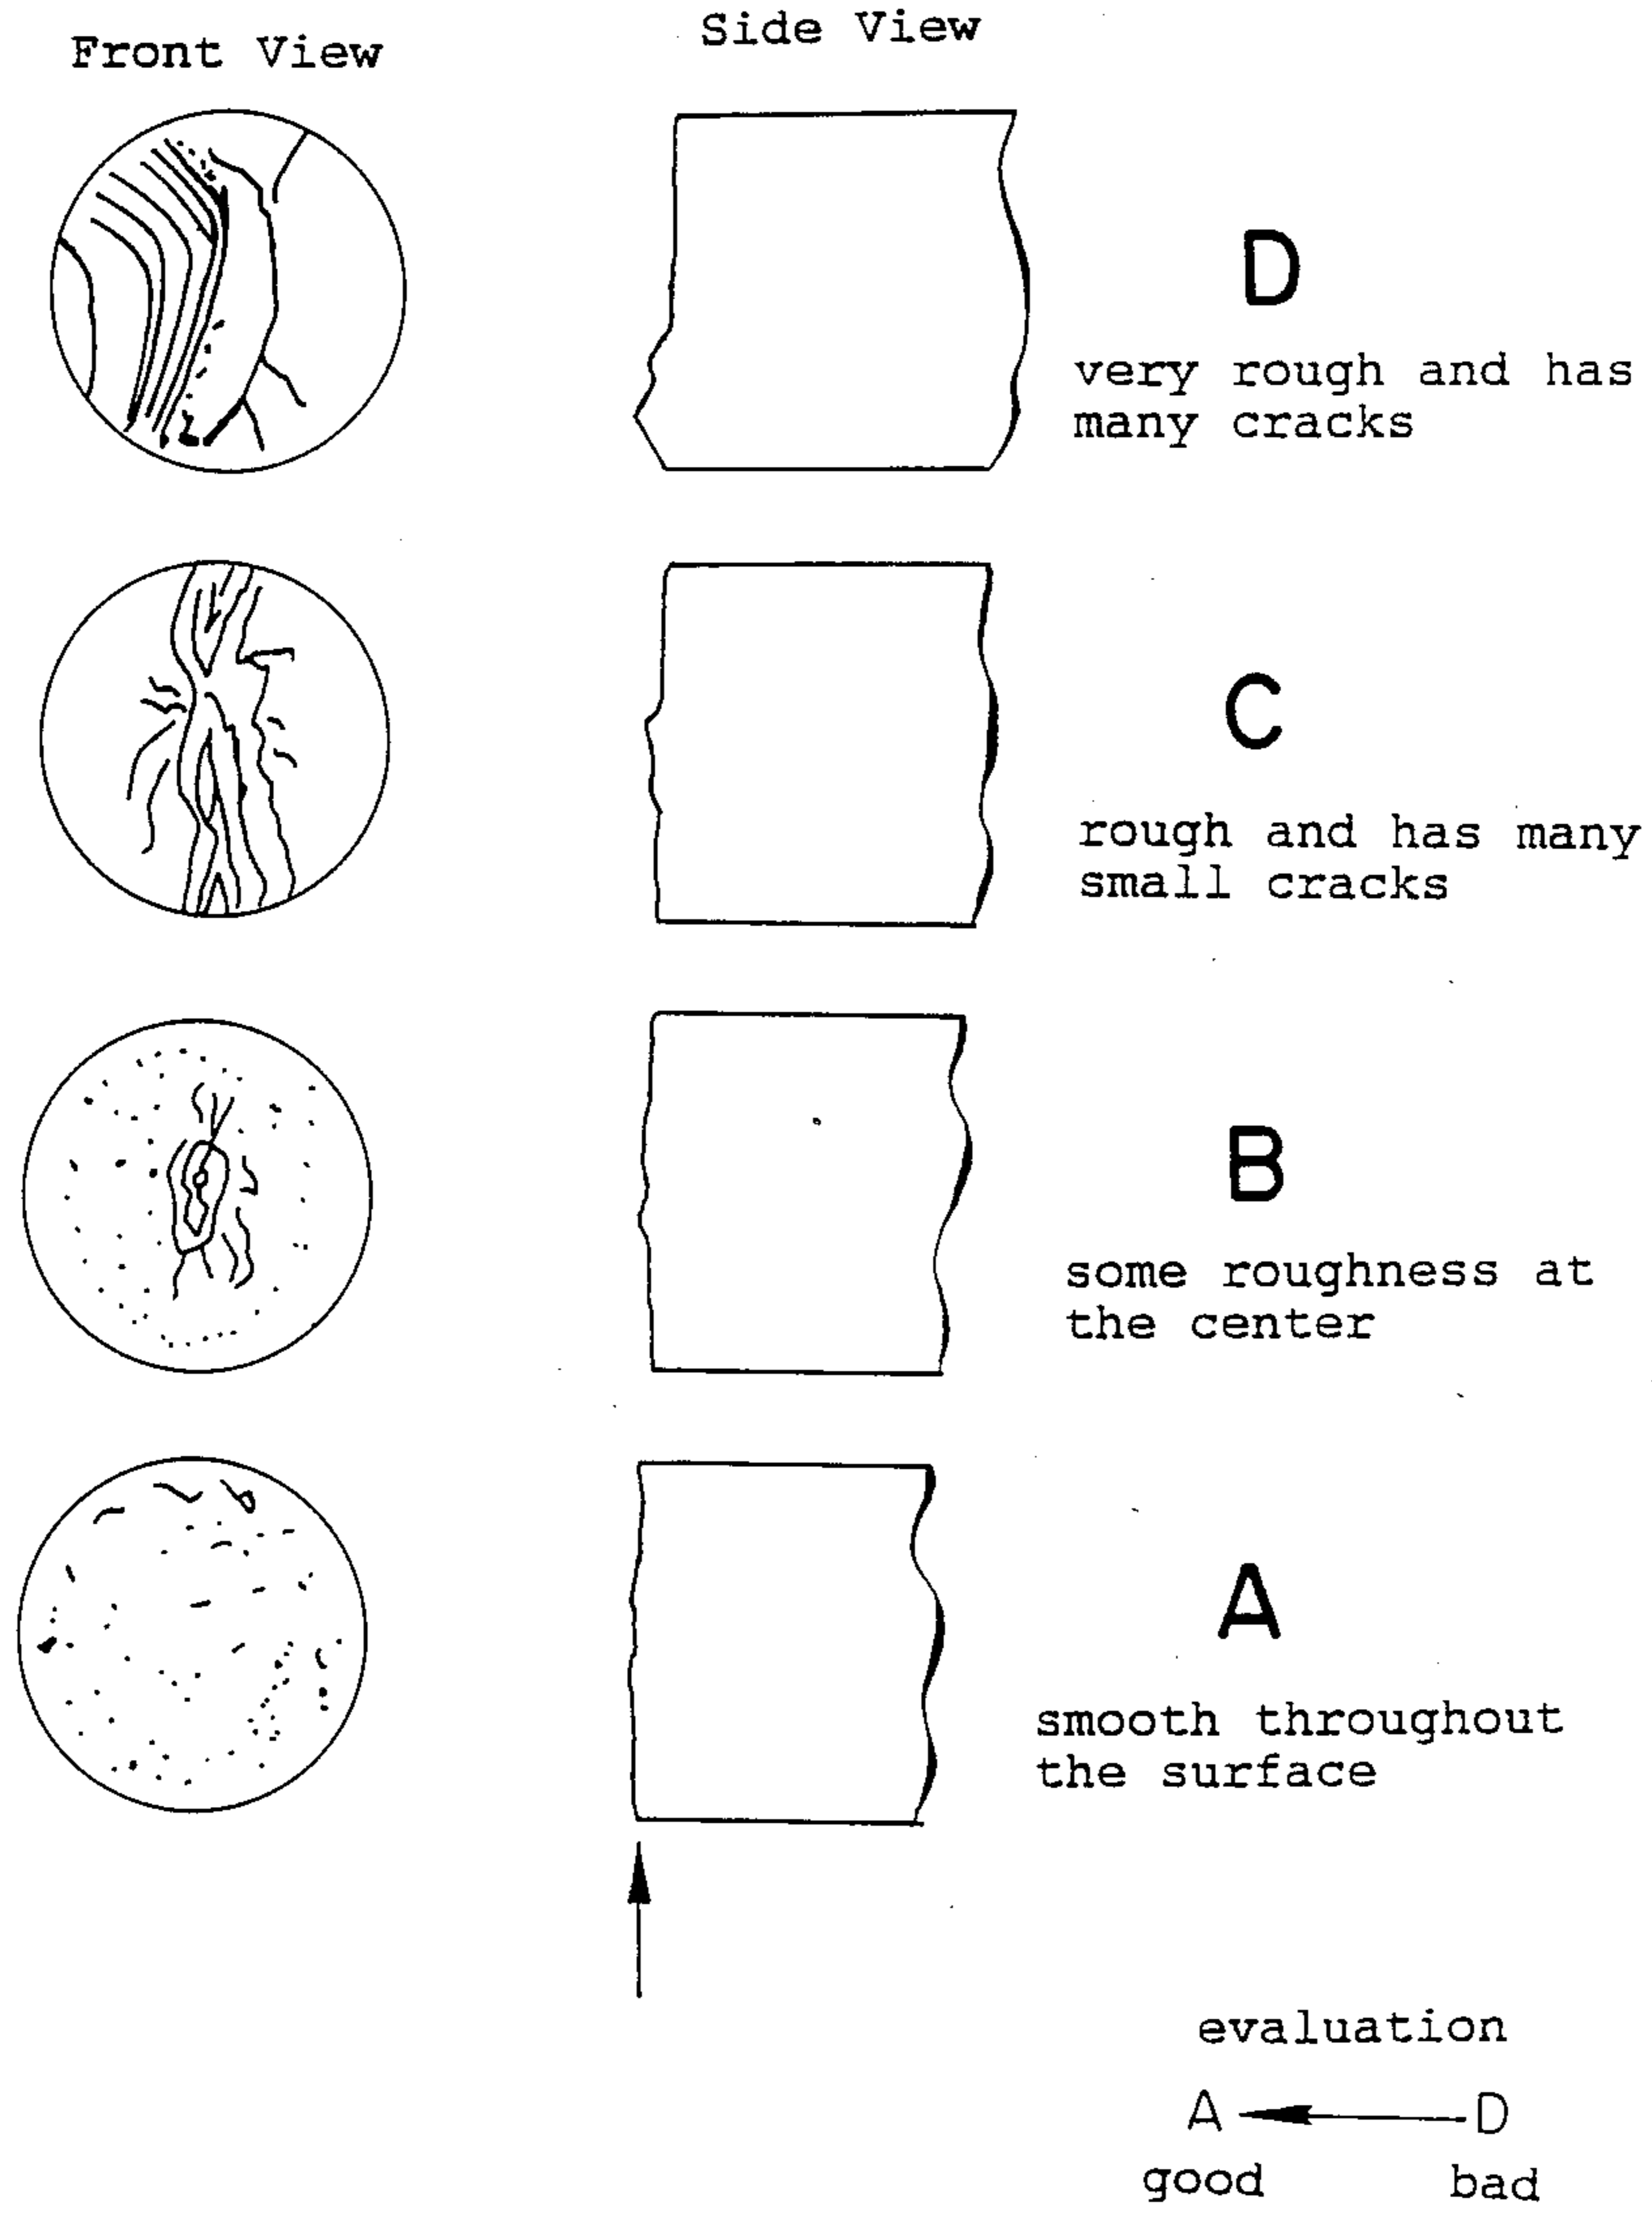 Front View
Side View
D
very rough and has
many cracks
C
rough and has many
small cracks
B
some roughness at
the center
A
smooth throughout
the surface
evaluation
A D
good bad